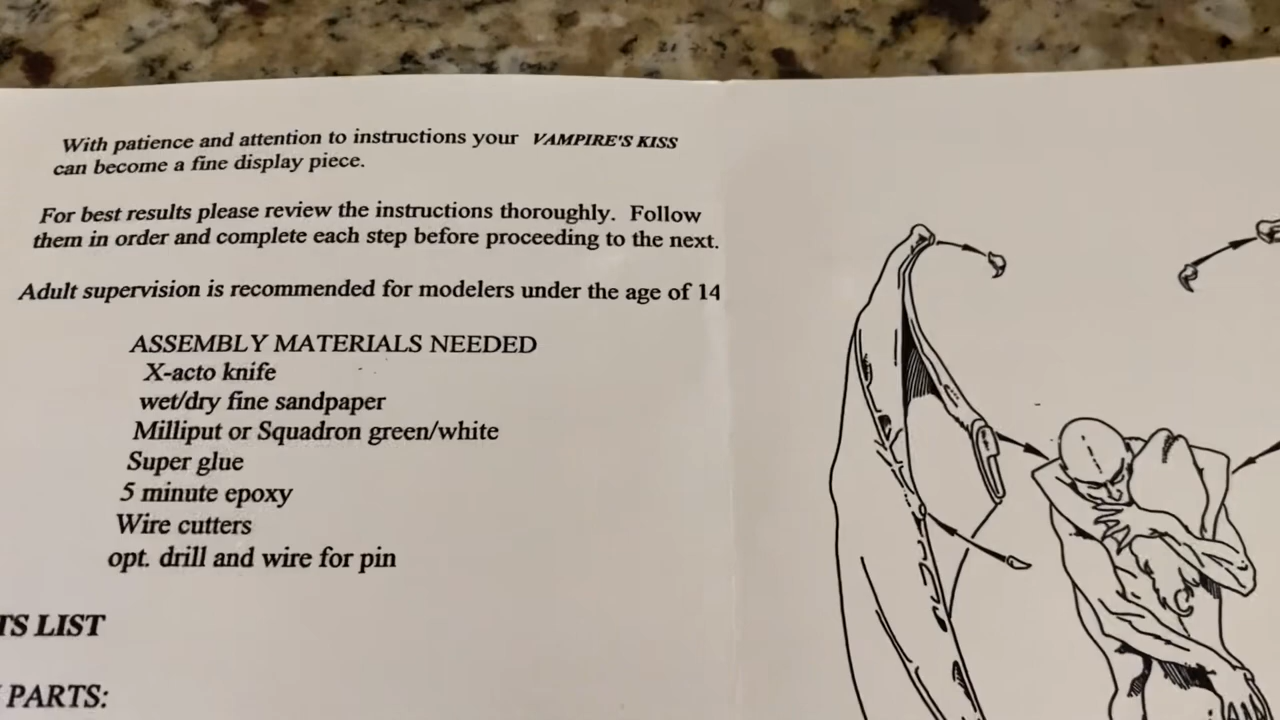 With patience and attention to instructions your VAMPIRE'S KISS
can become a fine display piece.
For best results please review the instructions thoroughly. Follow
them in order and complete each step before proceeding to the next.
Adult supervision is recommended for modelers under the age of 14
ASSEMBLY MATERIALS NEEDED
X-acto knife
wet/dry fine sandpaper
Milliput or Squadron green/white
Super glue
5 minute epoxy
Wire cutters
opt. drill and wire for pin
TS LIST
PARTS: